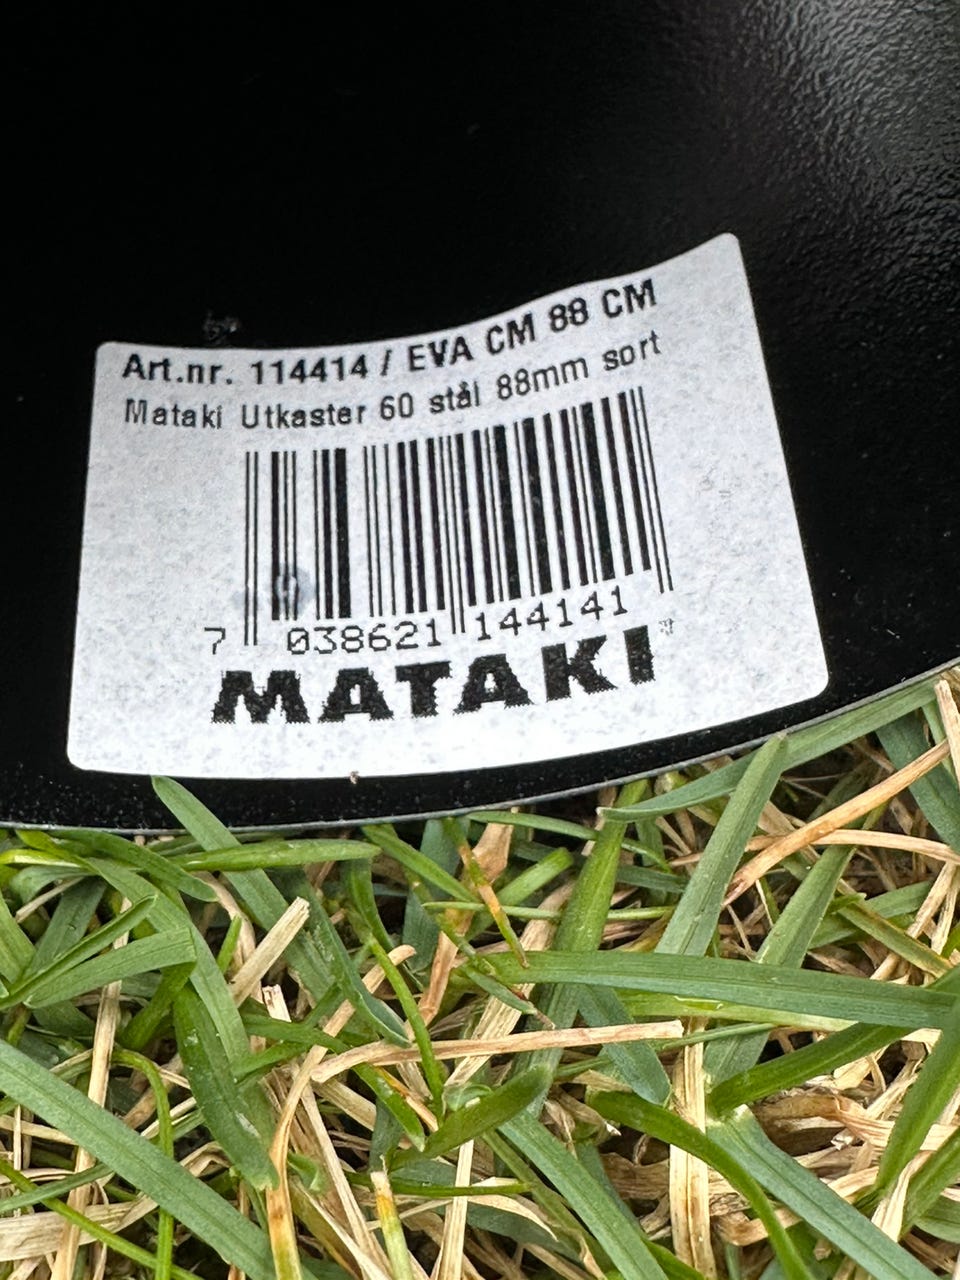 Art.nr. 114414 / EVA CM 88 CM
Mataki Utkaster 60 stål 88mm sort
7 038621 144141
MATAKI